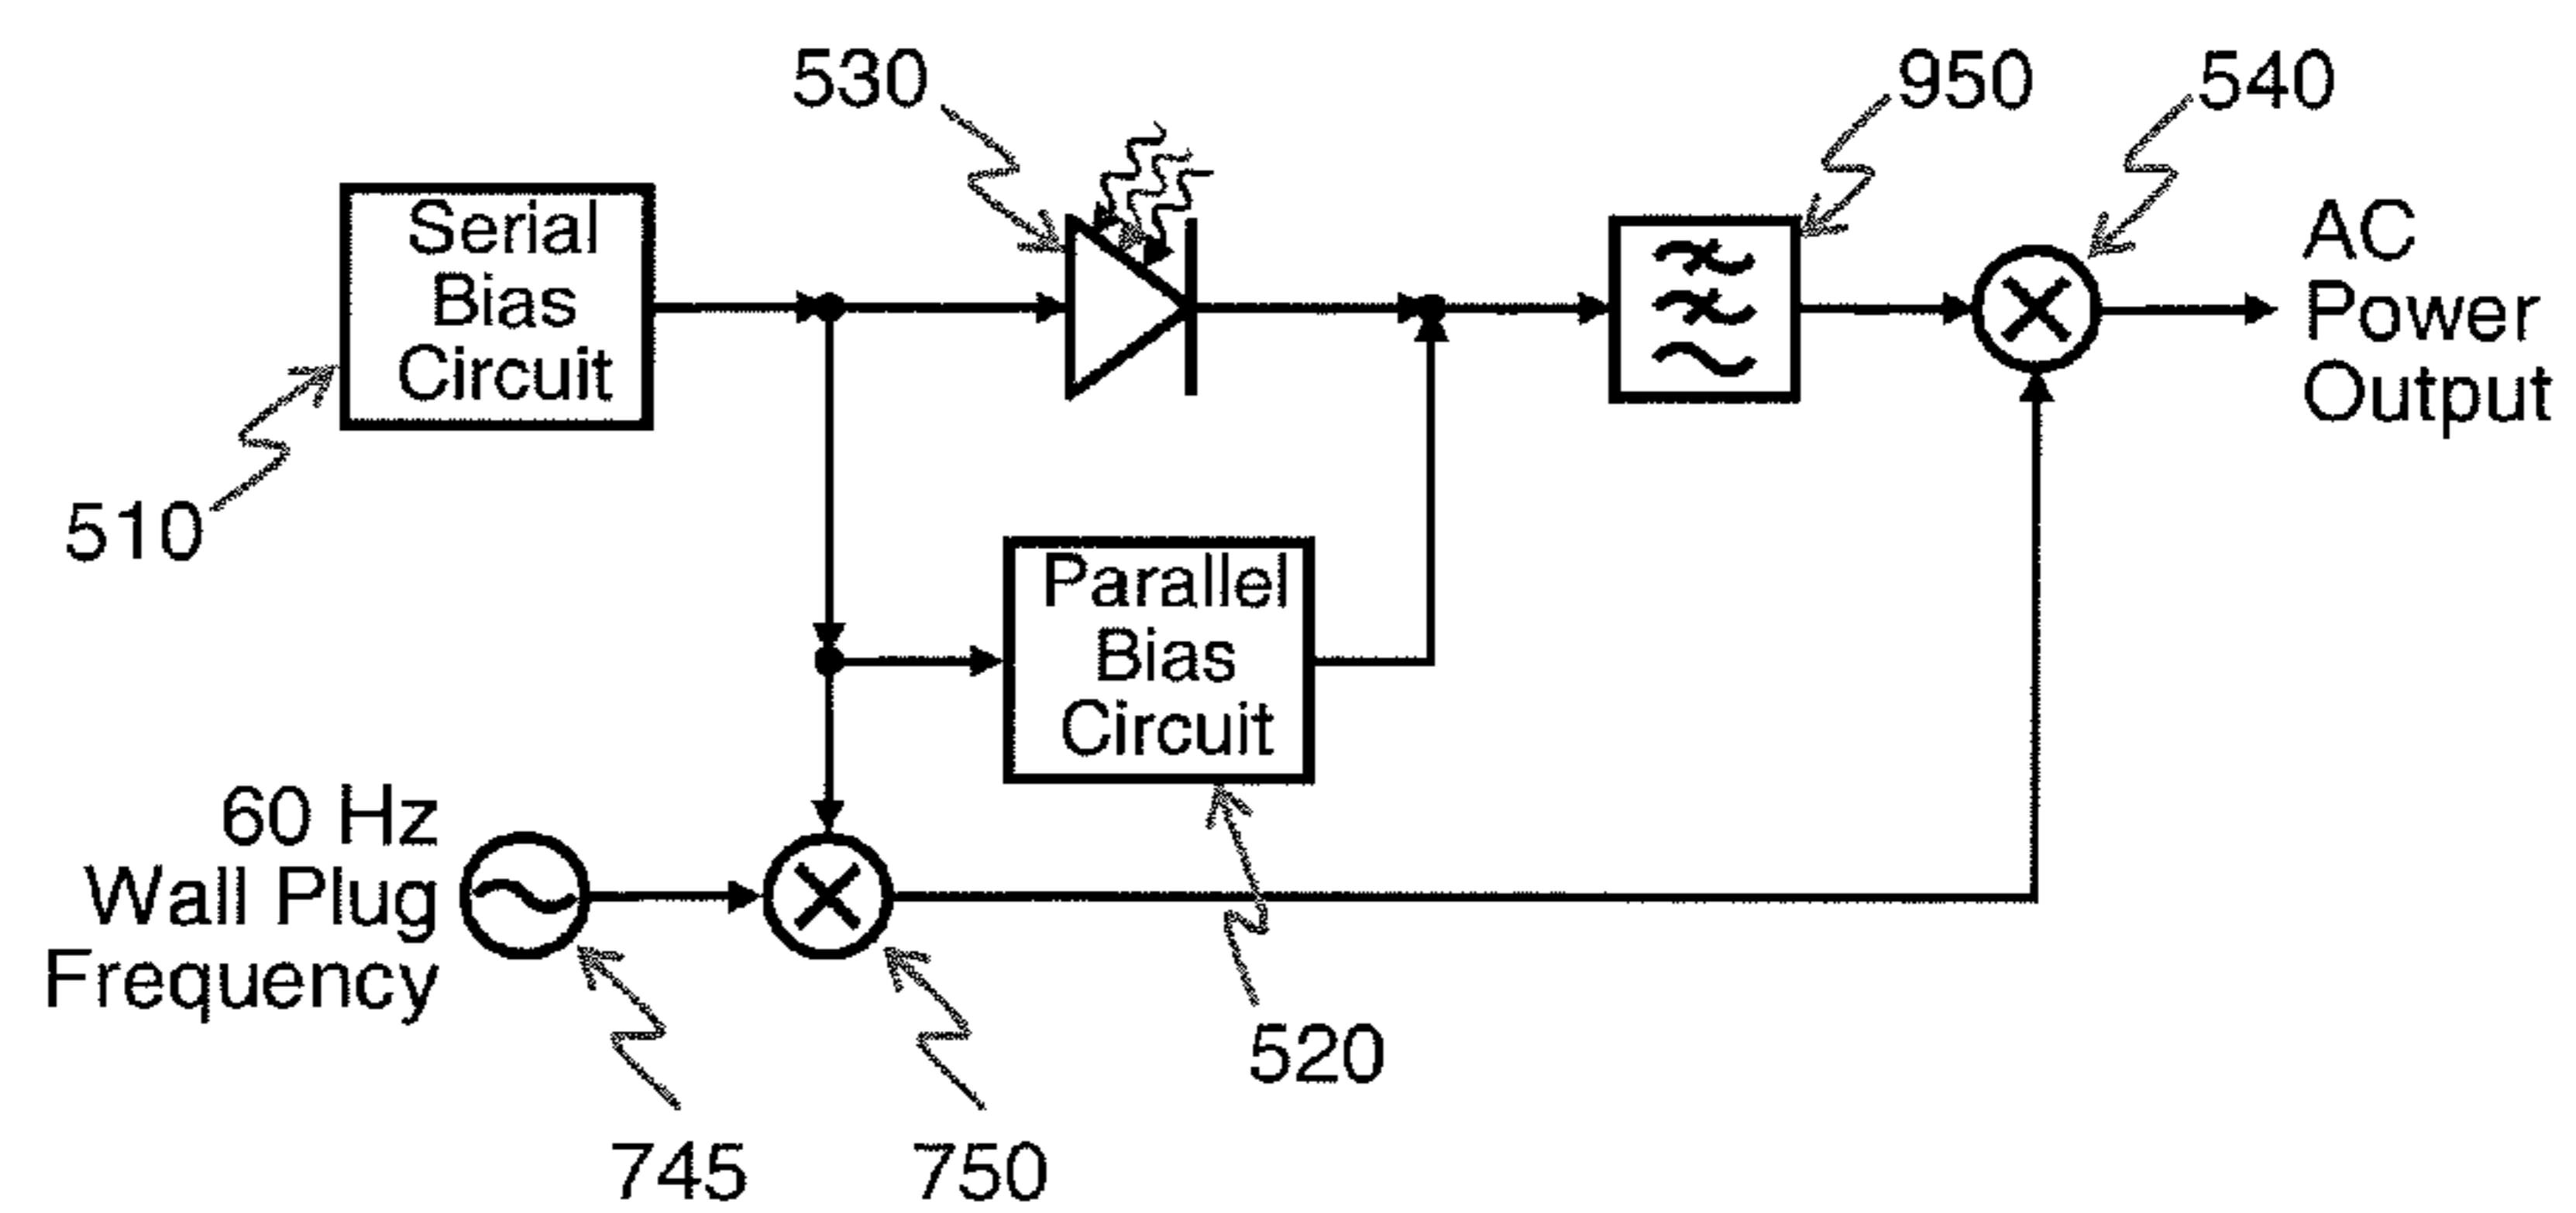 530
950
540
Serial
Bias
Circuit
AC
Power
Output
510
Parallel
Bias
Circuit
60 Hz
Wall Plug
Frequency
520
745
750